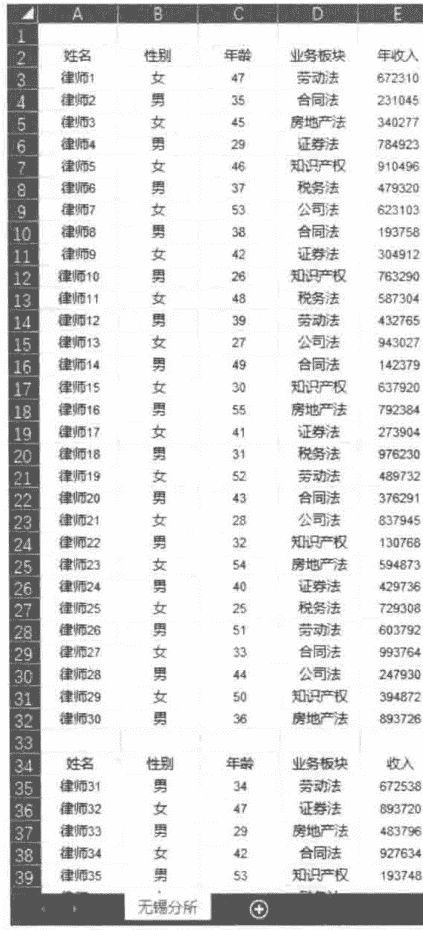 A B C D E
1
2 姓名 性别 年龄 业务板块 年收入
3 律师1 女 47 劳动法 672310
4 律师2 男 35 合同法 231045
5 律师3 女 45 房地产法 340277
6 律师4 男 29 证券法 784923
7 律师5 女 46 知识产权 910496
8 律师6 男 37 税务法 479320
9 律师7 女 53 公司法 623103
10 律师8 男 38 合同法 193758
11 律师9 女 42 证券法 304912
12 律师10 男 26 知识产权 763290
13 律师11 女 48 税务法 587304
14 律师12 男 39 劳动法 432765
15 律师13 女 27 公司法 943027
16 律师14 男 49 合同法 142379
17 律师15 女 30 知识产权 637920
18 律师16 男 55 房地产法 792384
19 律师17 女 41 证券法 273904
20 律师18 男 31 税务法 976230
21 律师19 女 52 劳动法 489732
22 律师20 男 43 合同法 376291
23 律师21 女 28 公司法 837945
24 律师22 男 32 知识产权 130768
25 律师23 女 54 房地产法 594873
26 律师24 男 40 证券法 429736
27 律师25 女 25 税务法 729308
28 律师26 男 51 劳动法 603792
29 律师27 女 33 合同法 993764
30 律师28 男 44 公司法 247930
31 律师29 女 50 知识产权 394872
32 律师30 男 36 房地产法 893726
33
34 姓名 性别 年龄 业务板块 收入
35 律师31 男 34 劳动法 672538
36 律师32 女 47 证券法 893720
37 律师33 男 29 房地产法 483796
38 律师34 女 42 合同法 927634
39 律师35 男 53 知识产权 193748
无锡分所